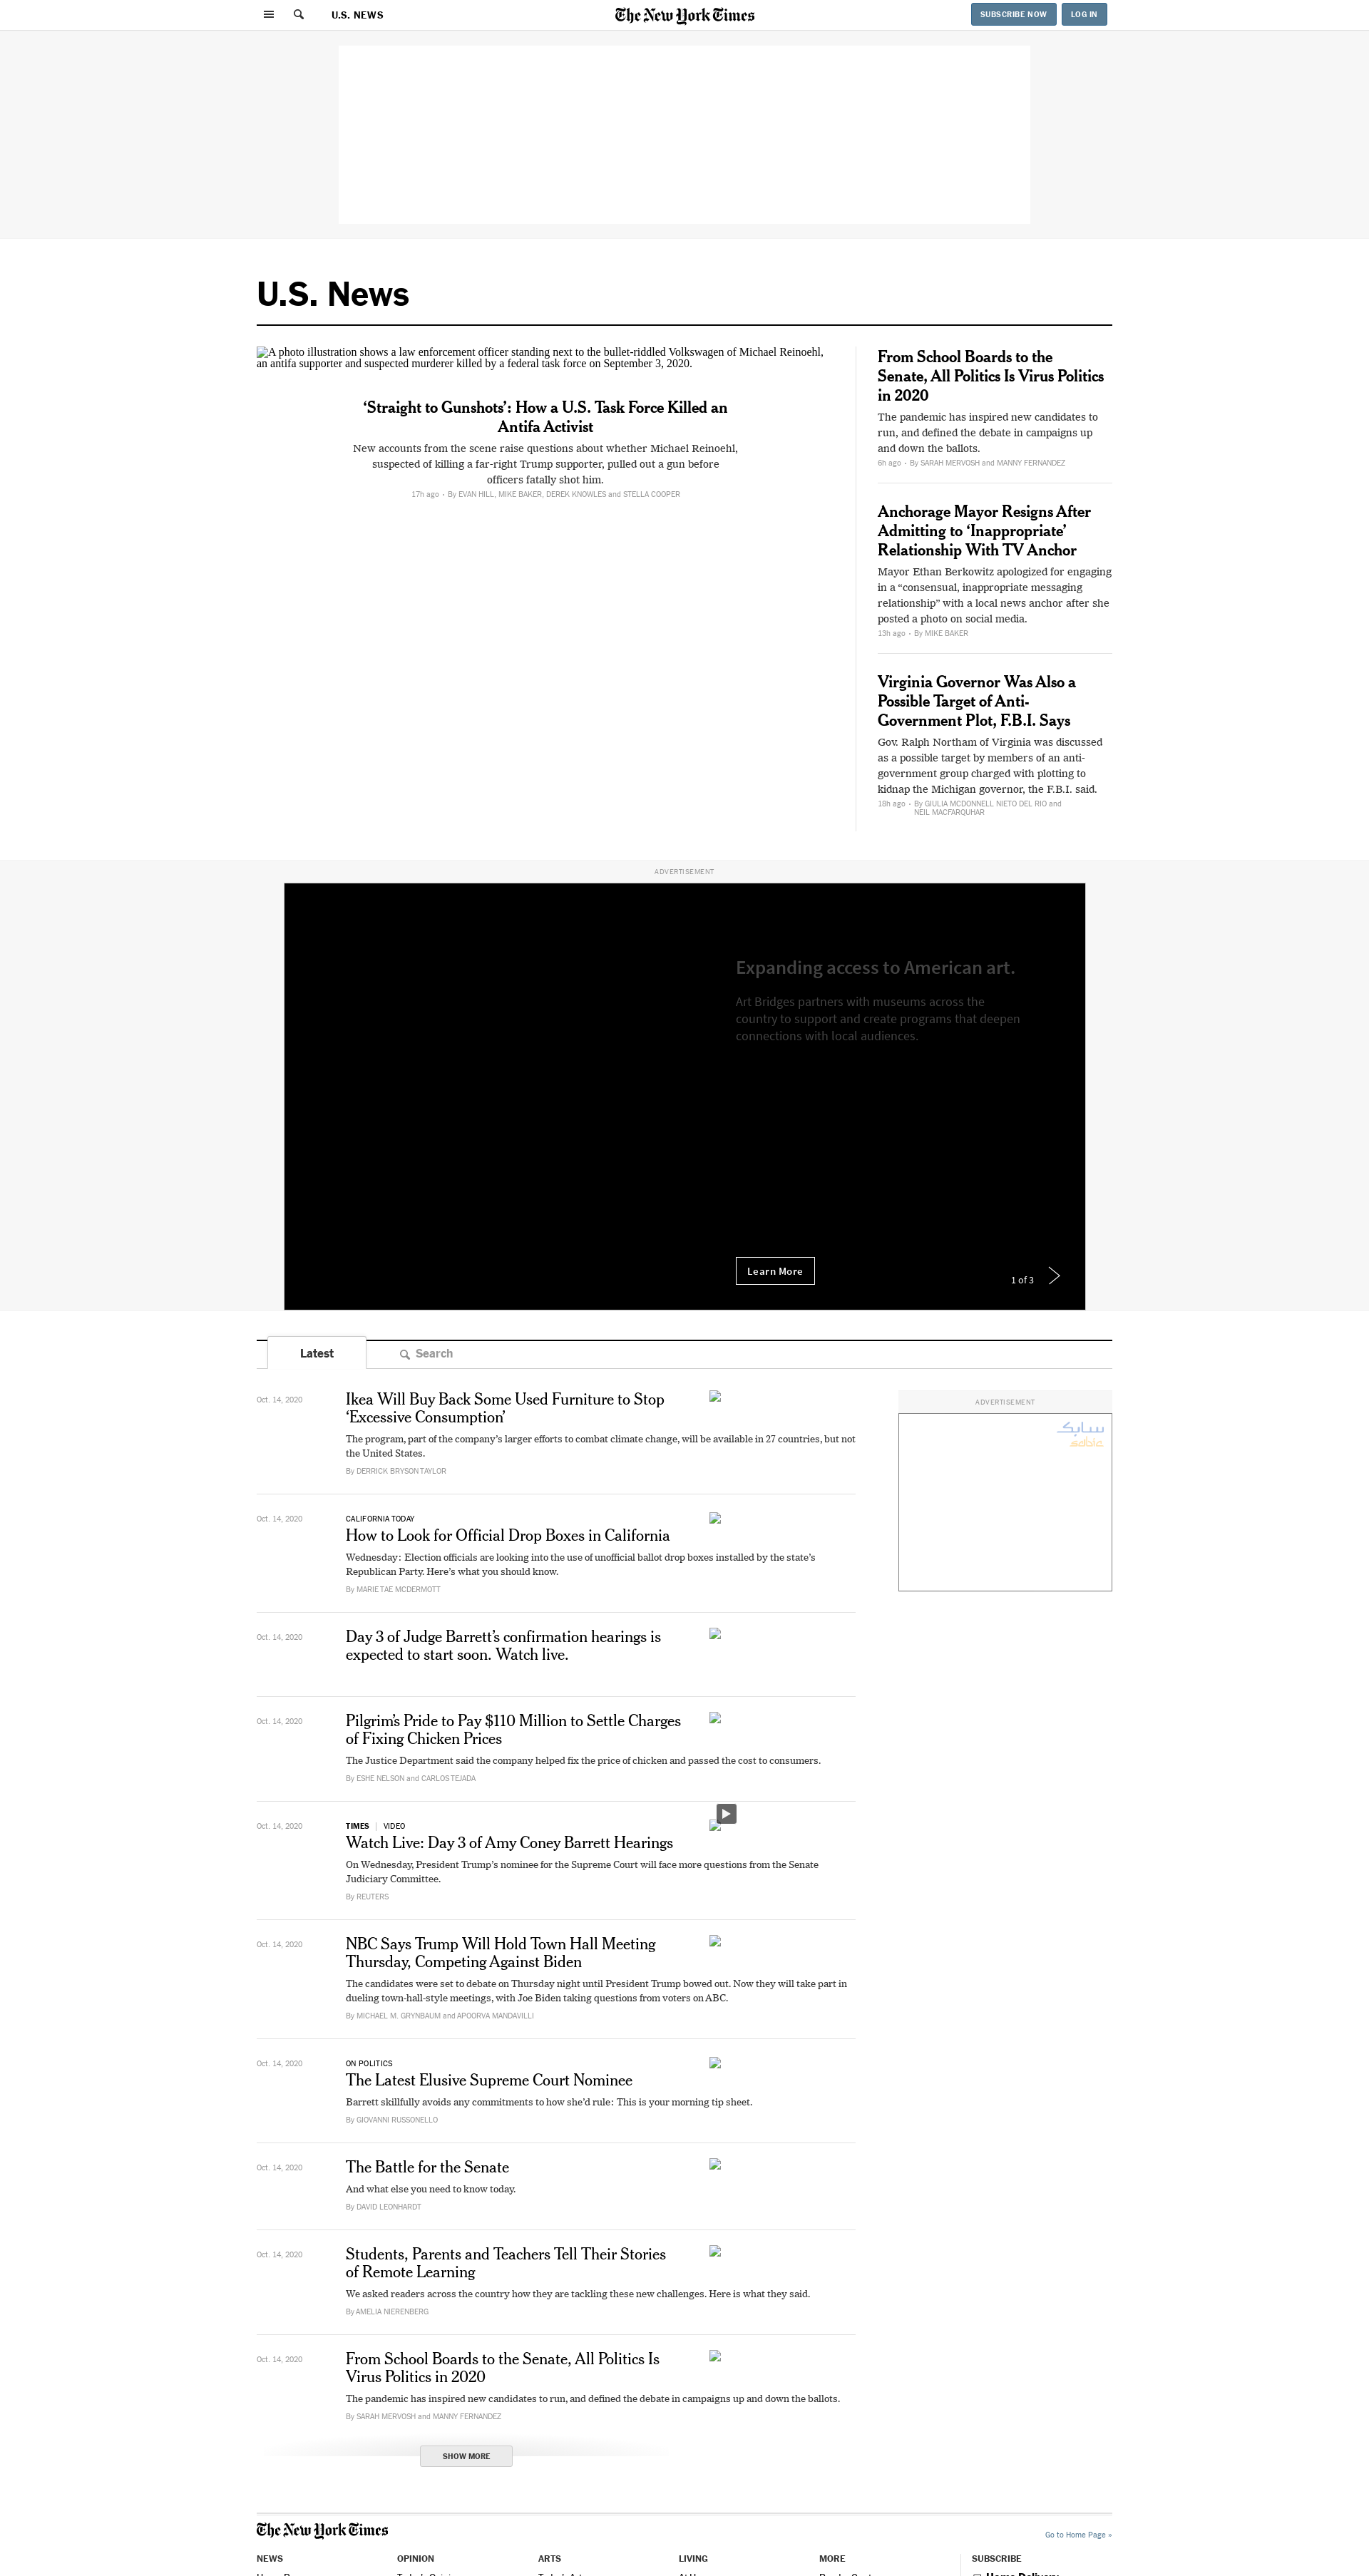 U.S. NEWS
The New York Times
SUBSCRIBE NOW
LOG IN
U.S. News
A photo illustration shows a law enforcement officer standing next to the bullet-riddled Volkswagen of Michael Reinoehl,
an antifa supporter and suspected murderer killed by a federal task force on September 3, 2020.
‘Straight to Gunshots’: How a U.S. Task Force Killed an
Antifa Activist
New accounts from the scene raise questions about whether Michael Reinoehl,
suspected of killing a far-right Trump supporter, pulled out a gun before
officers fatally shot him.
17h ago • By EVAN HILL, MIKE BAKER, DEREK KNOWLES and STELLA COOPER
From School Boards to the
Senate, All Politics Is Virus Politics
in 2020
The pandemic has inspired new candidates to
run, and defined the debate in campaigns up
and down the ballots.
6h ago • By SARAH MERVOSH and MANNY FERNANDEZ
Anchorage Mayor Resigns After
Admitting to ‘Inappropriate’
Relationship With TV Anchor
Mayor Ethan Berkowitz apologized for engaging
in a “consensual, inappropriate messaging
relationship” with a local news anchor after she
posted a photo on social media.
13h ago • By MIKE BAKER
Virginia Governor Was Also a
Possible Target of Anti-
Government Plot, F.B.I. Says
Gov. Ralph Northam of Virginia was discussed
as a possible target by members of an anti-
government group charged with plotting to
kidnap the Michigan governor, the F.B.I. said.
18h ago • By GIULIA MCDONNELL NIETO DEL RIO and
NEIL MACFARQUHAR
ADVERTISEMENT
Expanding access to American art.
Art Bridges partners with museums across the
country to support and create programs that deepen
connections with local audiences.
Learn More
1 of 3
Latest
Search
Oct. 14, 2020
Ikea Will Buy Back Some Used Furniture to Stop
‘Excessive Consumption’
The program, part of the company’s larger efforts to combat climate change, will be available in 27 countries, but not
the United States.
By DERRICK BRYSON TAYLOR
ADVERTISEMENT
سابك
sabic
Oct. 14, 2020
CALIFORNIA TODAY
How to Look for Official Drop Boxes in California
Wednesday: Election officials are looking into the use of unofficial ballot drop boxes installed by the state’s
Republican Party. Here’s what you should know.
By MARIE TAE MCDERMOTT
Oct. 14, 2020
Day 3 of Judge Barrett’s confirmation hearings is
expected to start soon. Watch live.
Oct. 14, 2020
Pilgrim’s Pride to Pay $110 Million to Settle Charges
of Fixing Chicken Prices
The Justice Department said the company helped fix the price of chicken and passed the cost to consumers.
By ESHE NELSON and CARLOS TEJADA
Oct. 14, 2020
TIMES | VIDEO
Watch Live: Day 3 of Amy Coney Barrett Hearings
On Wednesday, President Trump’s nominee for the Supreme Court will face more questions from the Senate
Judiciary Committee.
By REUTERS
Oct. 14, 2020
NBC Says Trump Will Hold Town Hall Meeting
Thursday, Competing Against Biden
The candidates were set to debate on Thursday night until President Trump bowed out. Now they will take part in
dueling town-hall-style meetings, with Joe Biden taking questions from voters on ABC.
By MICHAEL M. GRYNBAUM and APOORVA MANDAVILLI
Oct. 14, 2020
ON POLITICS
The Latest Elusive Supreme Court Nominee
Barrett skillfully avoids any commitments to how she’d rule: This is your morning tip sheet.
By GIOVANNI RUSSONELLO
Oct. 14, 2020
The Battle for the Senate
And what else you need to know today.
By DAVID LEONHARDT
Oct. 14, 2020
Students, Parents and Teachers Tell Their Stories
of Remote Learning
We asked readers across the country how they are tackling these new challenges. Here is what they said.
By AMELIA NIERENBERG
Oct. 14, 2020
From School Boards to the Senate, All Politics Is
Virus Politics in 2020
The pandemic has inspired new candidates to run, and defined the debate in campaigns up and down the ballots.
By SARAH MERVOSH and MANNY FERNANDEZ
SHOW MORE
The New York Times
Go to Home Page »
NEWS
OPINION
ARTS
LIVING
MORE
SUBSCRIBE